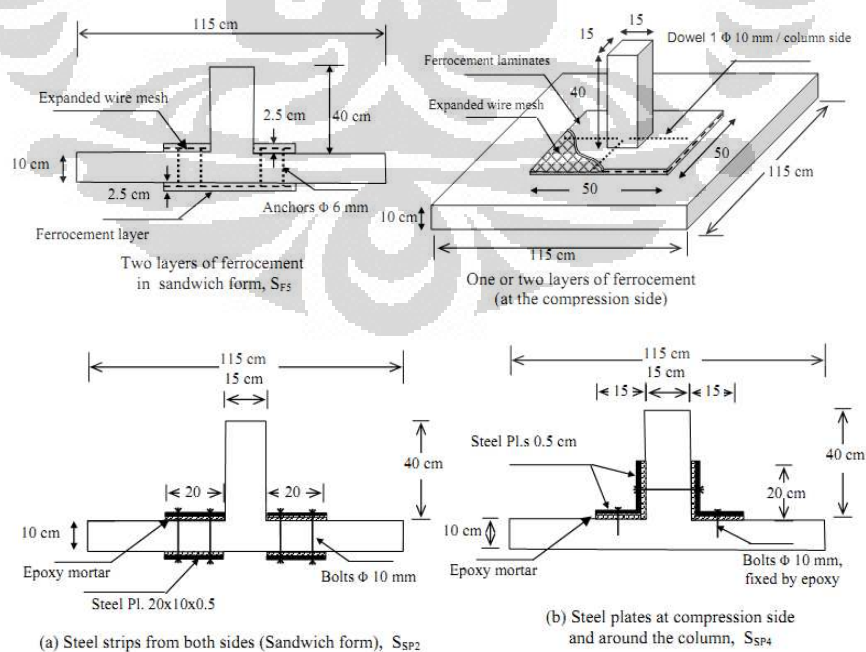 115 cm
Expanded wire mesh
2.5 cm
40 cm
10 cm
2.5 cm
Anchors Φ 6 mm
Ferrocement layer
Two layers of ferrocement
in sandwich form, SF5
15
15
Dowel 1 Φ 10 mm / column side
Ferrocement laminates
40
Expanded wire mesh
50
50
115 cm
10 cm
115 cm
One or two layers of ferrocement
(at the compression side)
115 cm
15 cm
40 cm
20
20
10 cm
Epoxy mortar
Bolts Φ 10 mm
Steel Pl. 20x10x0.5
(a) Steel strips from both sides (Sandwich form), SSP2
115 cm
15 cm
15
15
Steel Pl.s 0.5 cm
40 cm
20 cm
10 cm
Epoxy mortar
Bolts Φ 10 mm,
fixed by epoxy
(b) Steel plates at compression side
and around the column, SSP4